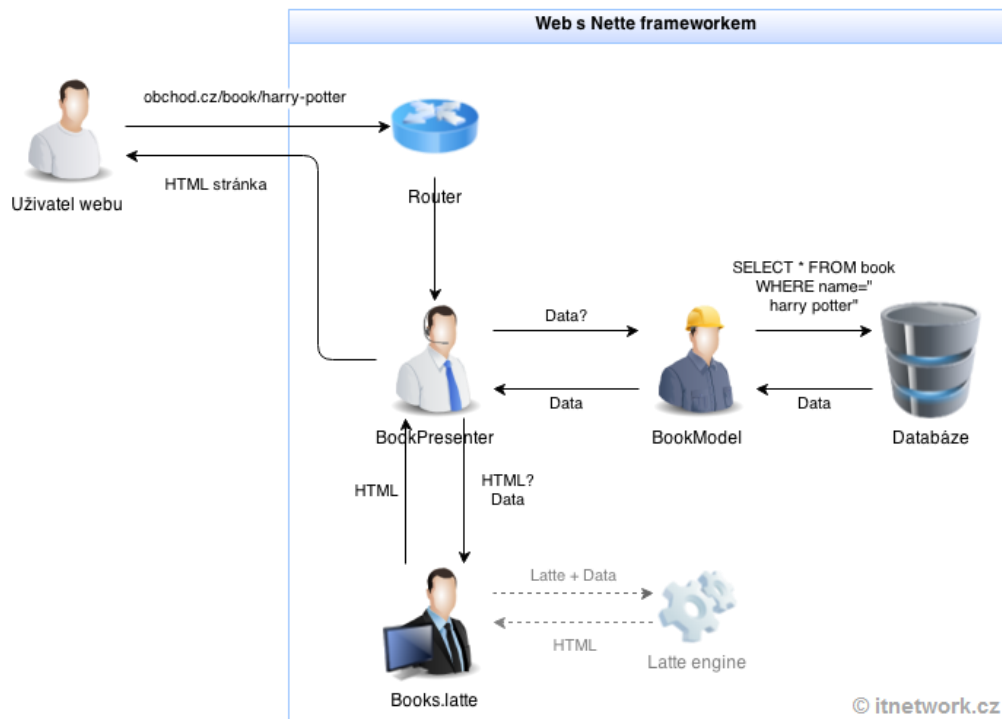 Web s Nette frameworkem
obchod.cz/book/harry-potter
HTML stránka
Uživatel webu
Router
SELECT * FROM book
WHERE name="
harry potter"
Data?
Data
Data
BookPresenter
BookModel
Databáze
HTML
HTML?
Data
Latte + Data
HTML
Latte engine
Books.latte
© itnetwork.cz